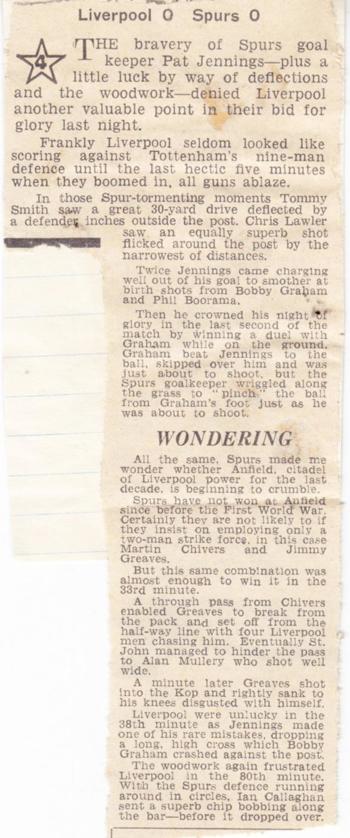 Liverpool 0 Spurs 0
4
THE bravery of Spurs goal
keeper Pat Jennings—plus a
little luck by way of deflections
and the woodwork—denied Liverpool
another valuable point in their bid for
glory last night.
Frankly Liverpool seldom looked like
scoring against Tottenham's nine-man
defence until the last hectic five minutes
when they boomed in, all guns ablaze.
In those Spur-tormenting moments Tommy
Smith saw a great 30-yard drive deflected by
a defender inches outside the post. Chris Lawler
saw an equally superb shot
flicked around the post by the
narrowest of distances.
Twice Jennings came charging
well out of his goal to smother at
birth shots from Bobby Graham
and Phil Boorama.
Then he crowned his night of
glory in the last second of the
match by winning a duel with
Graham while on the ground.
Graham beat Jennings to the
ball, skipped over him and was
just about to shoot, but the
Spurs goalkeeper wriggled along
the grass to "pinch" the ball
from Graham's foot just as he
was about to shoot.
WONDERING
All the same, Spurs made me
wonder whether Anfield, citadel
of Liverpool power for the last
decade, is beginning to crumble.
Spurs have not won at Anfield
since before the First World War.
Certainly they are not likely to if
they insist on employing only a
two-man strike force, in this case
Martin Chivers and Jimmy
Greaves.
But this same combination was
almost enough to win it in the
33rd minute.
A through pass from Chivers
enabled Greaves to break from
the pack and set off from the
half-way line with four Liverpool
men chasing him. Eventually St.
John managed to hinder the pass
to Alan Mullery who shot well
wide.
A minute later Greaves shot
into the Kop and rightly sank to
his knees disgusted with himself.
Liverpool were unlucky in the
38th minute as Jennings made
one of his rare mistakes, dropping
a long, high cross which Bobby
Graham crashed against the post.
The woodwork again frustrated
Liverpool in the 80th minute.
With the Spurs defence running
around in circles, Ian Callaghan
sent a superb chip bobbing along
the bar—before it dropped over.